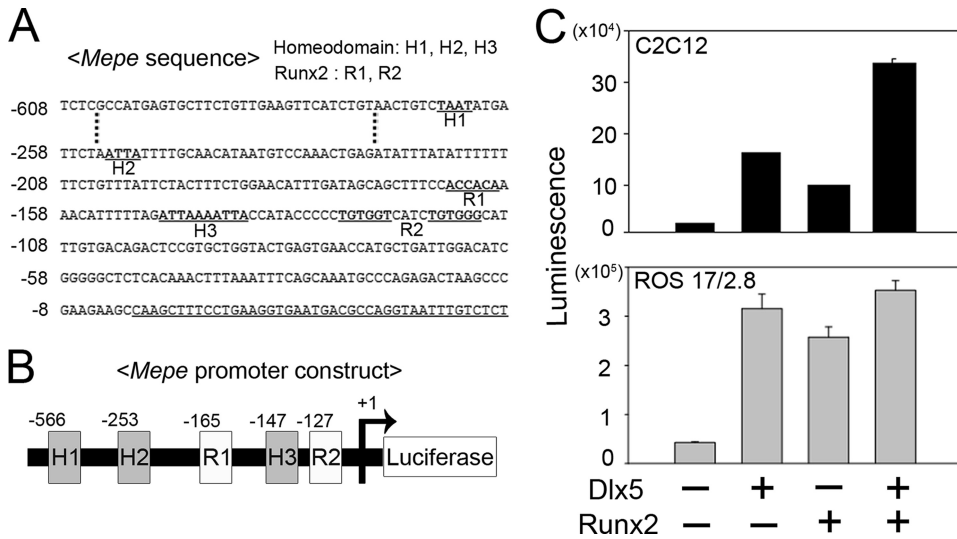 A
<Mepe sequence>
Homeodomain: H1, H2, H3
Runx2 : R1, R2
-608 TCTCGCCATGAGTGCTTCTGTTGAAGTTCATCTGTAACTGTCTAATATGA
H1
-258 TTCTAATTATTTTGCAACATAATGTCCAAACTGAGATATTTATATTTTTT
H2
-208 TTCTGTTTATTCTACTTTCTGGAACATTTGATAGCAGCTTTCCACCACAA
R1
-158 AACATTTTTAGATTAAAATTACCATACCCCCTGTGGTCATCTGTGGGCAT
H3 R2
-108 TTGTGACAGACTCCGTGCTGGTACTGAGTGAACCATGCTGATTGGACATC
-58 GGGGGCTCTCACAAACTTTAAATTTCAGCAAATGCCCAGAGACTAAGCCC
-8 GAAGAAGCCAAGCTTTCCTGAAGGTGAATGACGCCAGGTAATTTGTCTCT
B
<Mepe promoter construct>
-566 -253 -165 -147 -127 +1
H1 H2 R1 H3 R2 Luciferase
C
(x10⁴)
C2C12
30
20
10
0
Luminescence
(x10⁵)
ROS 17/2.8
3
2
1
0
Dlx5 − + − +
Runx2 − − + +